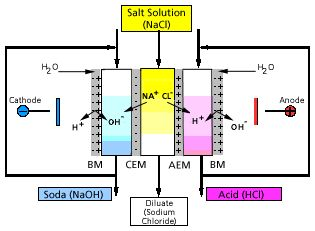 Salt Solution
(NaCl)
H₂O
H₂O
Cathode
Anode
NA⁺ CL⁻
H⁺
OH⁻
H⁺
OH⁻
BM
CEM
AEM
BM
Soda (NaOH)
Acid (HCl)
Diluate
(Sodium
Chloride)